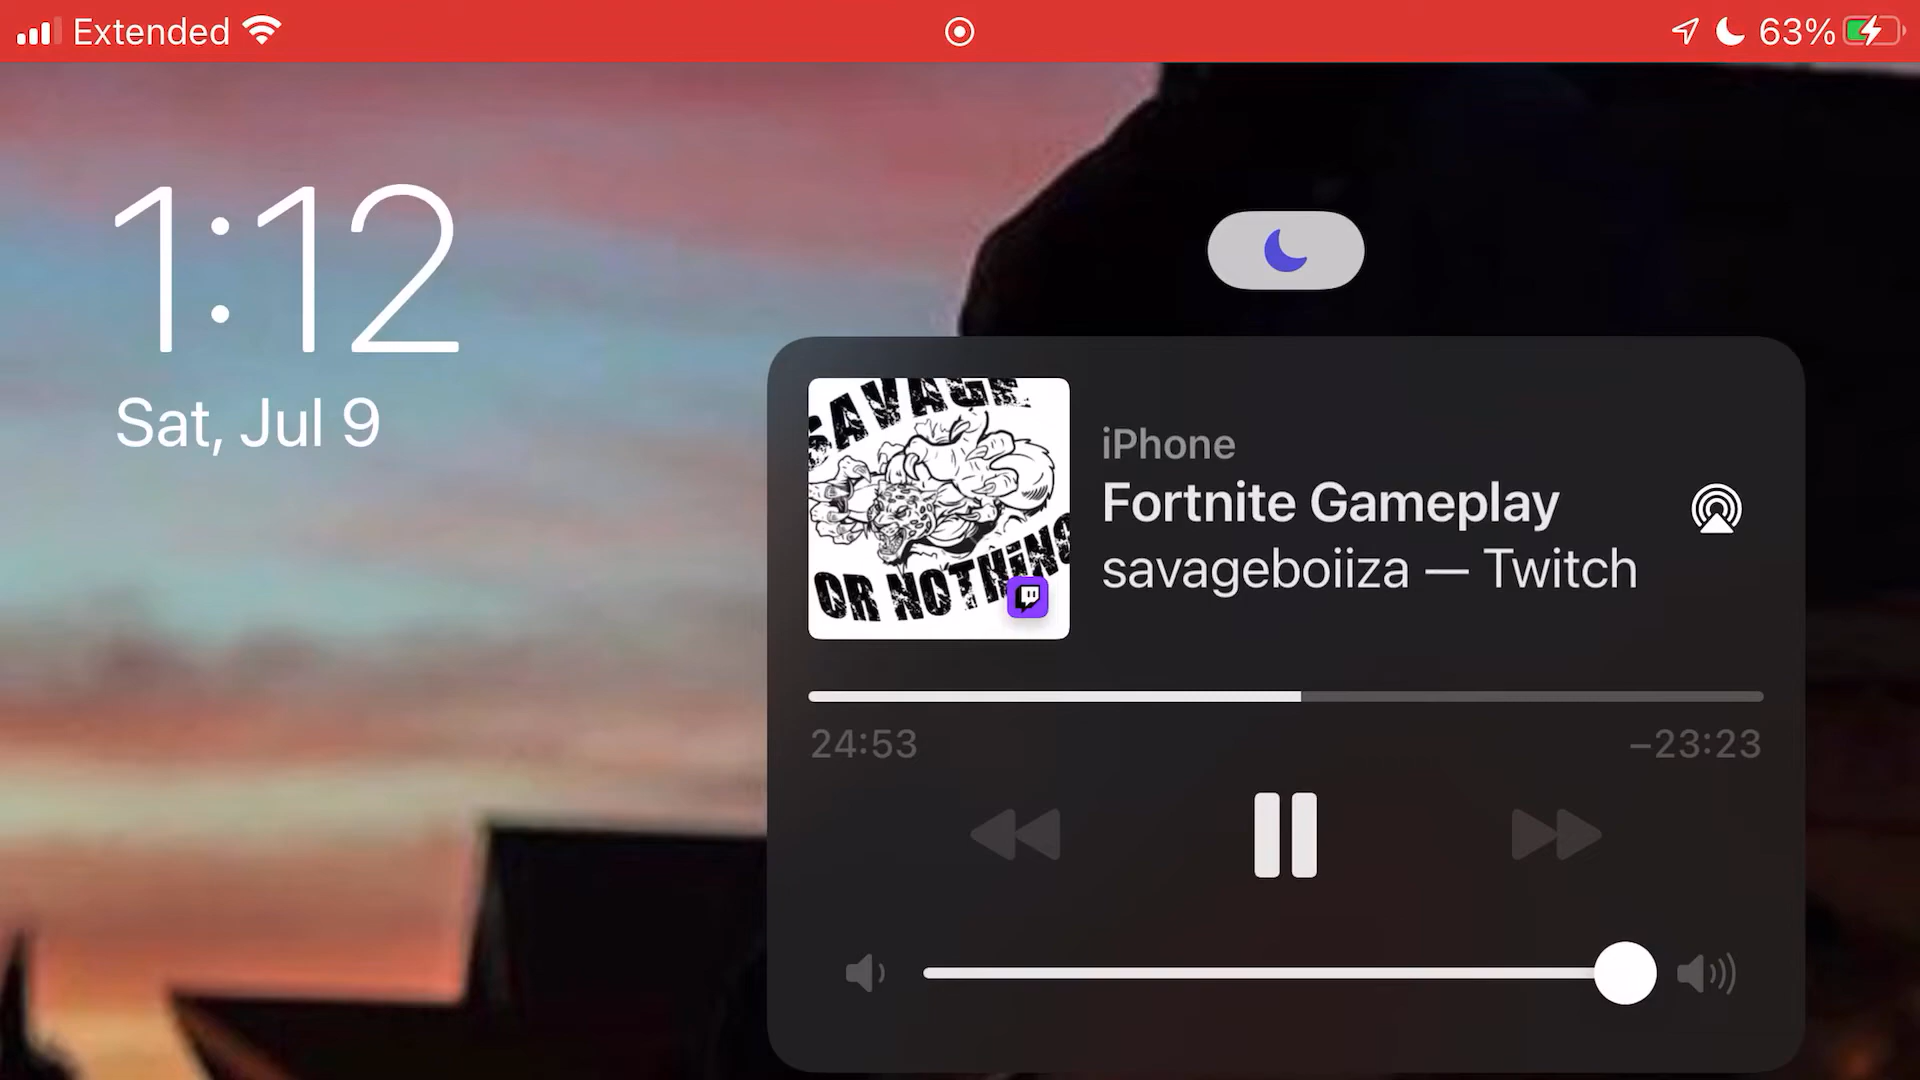 Extended
63%
1:12
Sat, Jul 9
SAVAGE
OR NOTHING
iPhone
Fortnite Gameplay
savageboiiza — Twitch
24:53
–23:23